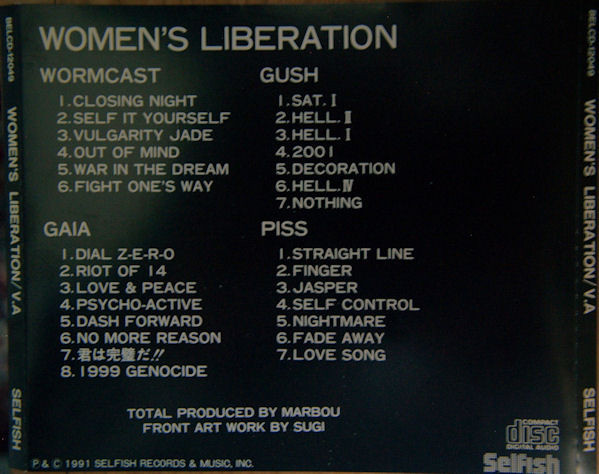 WOMEN'S LIBERATION
WORMCAST
1.CLOSING NIGHT
2.SELF IT YOURSELF
3.VULGARITY JADE
4.OUT OF MIND
5.WAR IN THE DREAM
6.FIGHT ONE'S WAY
GUSH
1.SAT. I
2.HELL. II
3.HELL. I
4.2001
5.DECORATION
6.HELL. IV
7.NOTHING
GAIA
1.DIAL Z-E-R-O
2.RIOT OF 14
3.LOVE & PEACE
4.PSYCHO-ACTIVE
5.DASH FORWARD
6.NO MORE REASON
7.君は完璧だ!!
8.1999 GENOCIDE
PISS
1.STRAIGHT LINE
2.FINGER
3.JASPER
4.SELF CONTROL
5.NIGHTMARE
6.FADE AWAY
7.LOVE SONG
TOTAL PRODUCED BY MARBOU
FRONT ART WORK BY SUGI
P & C 1991 SELFISH RECORDS & MUSIC, INC.
COMPACT
disc
DIGITAL AUDIO
Selfish
BELCD-12049 WOMEN'S LIBERATION/V.A SELFISH
BELCD-12049 WOMEN'S LIBERATION/V.A SELFISH